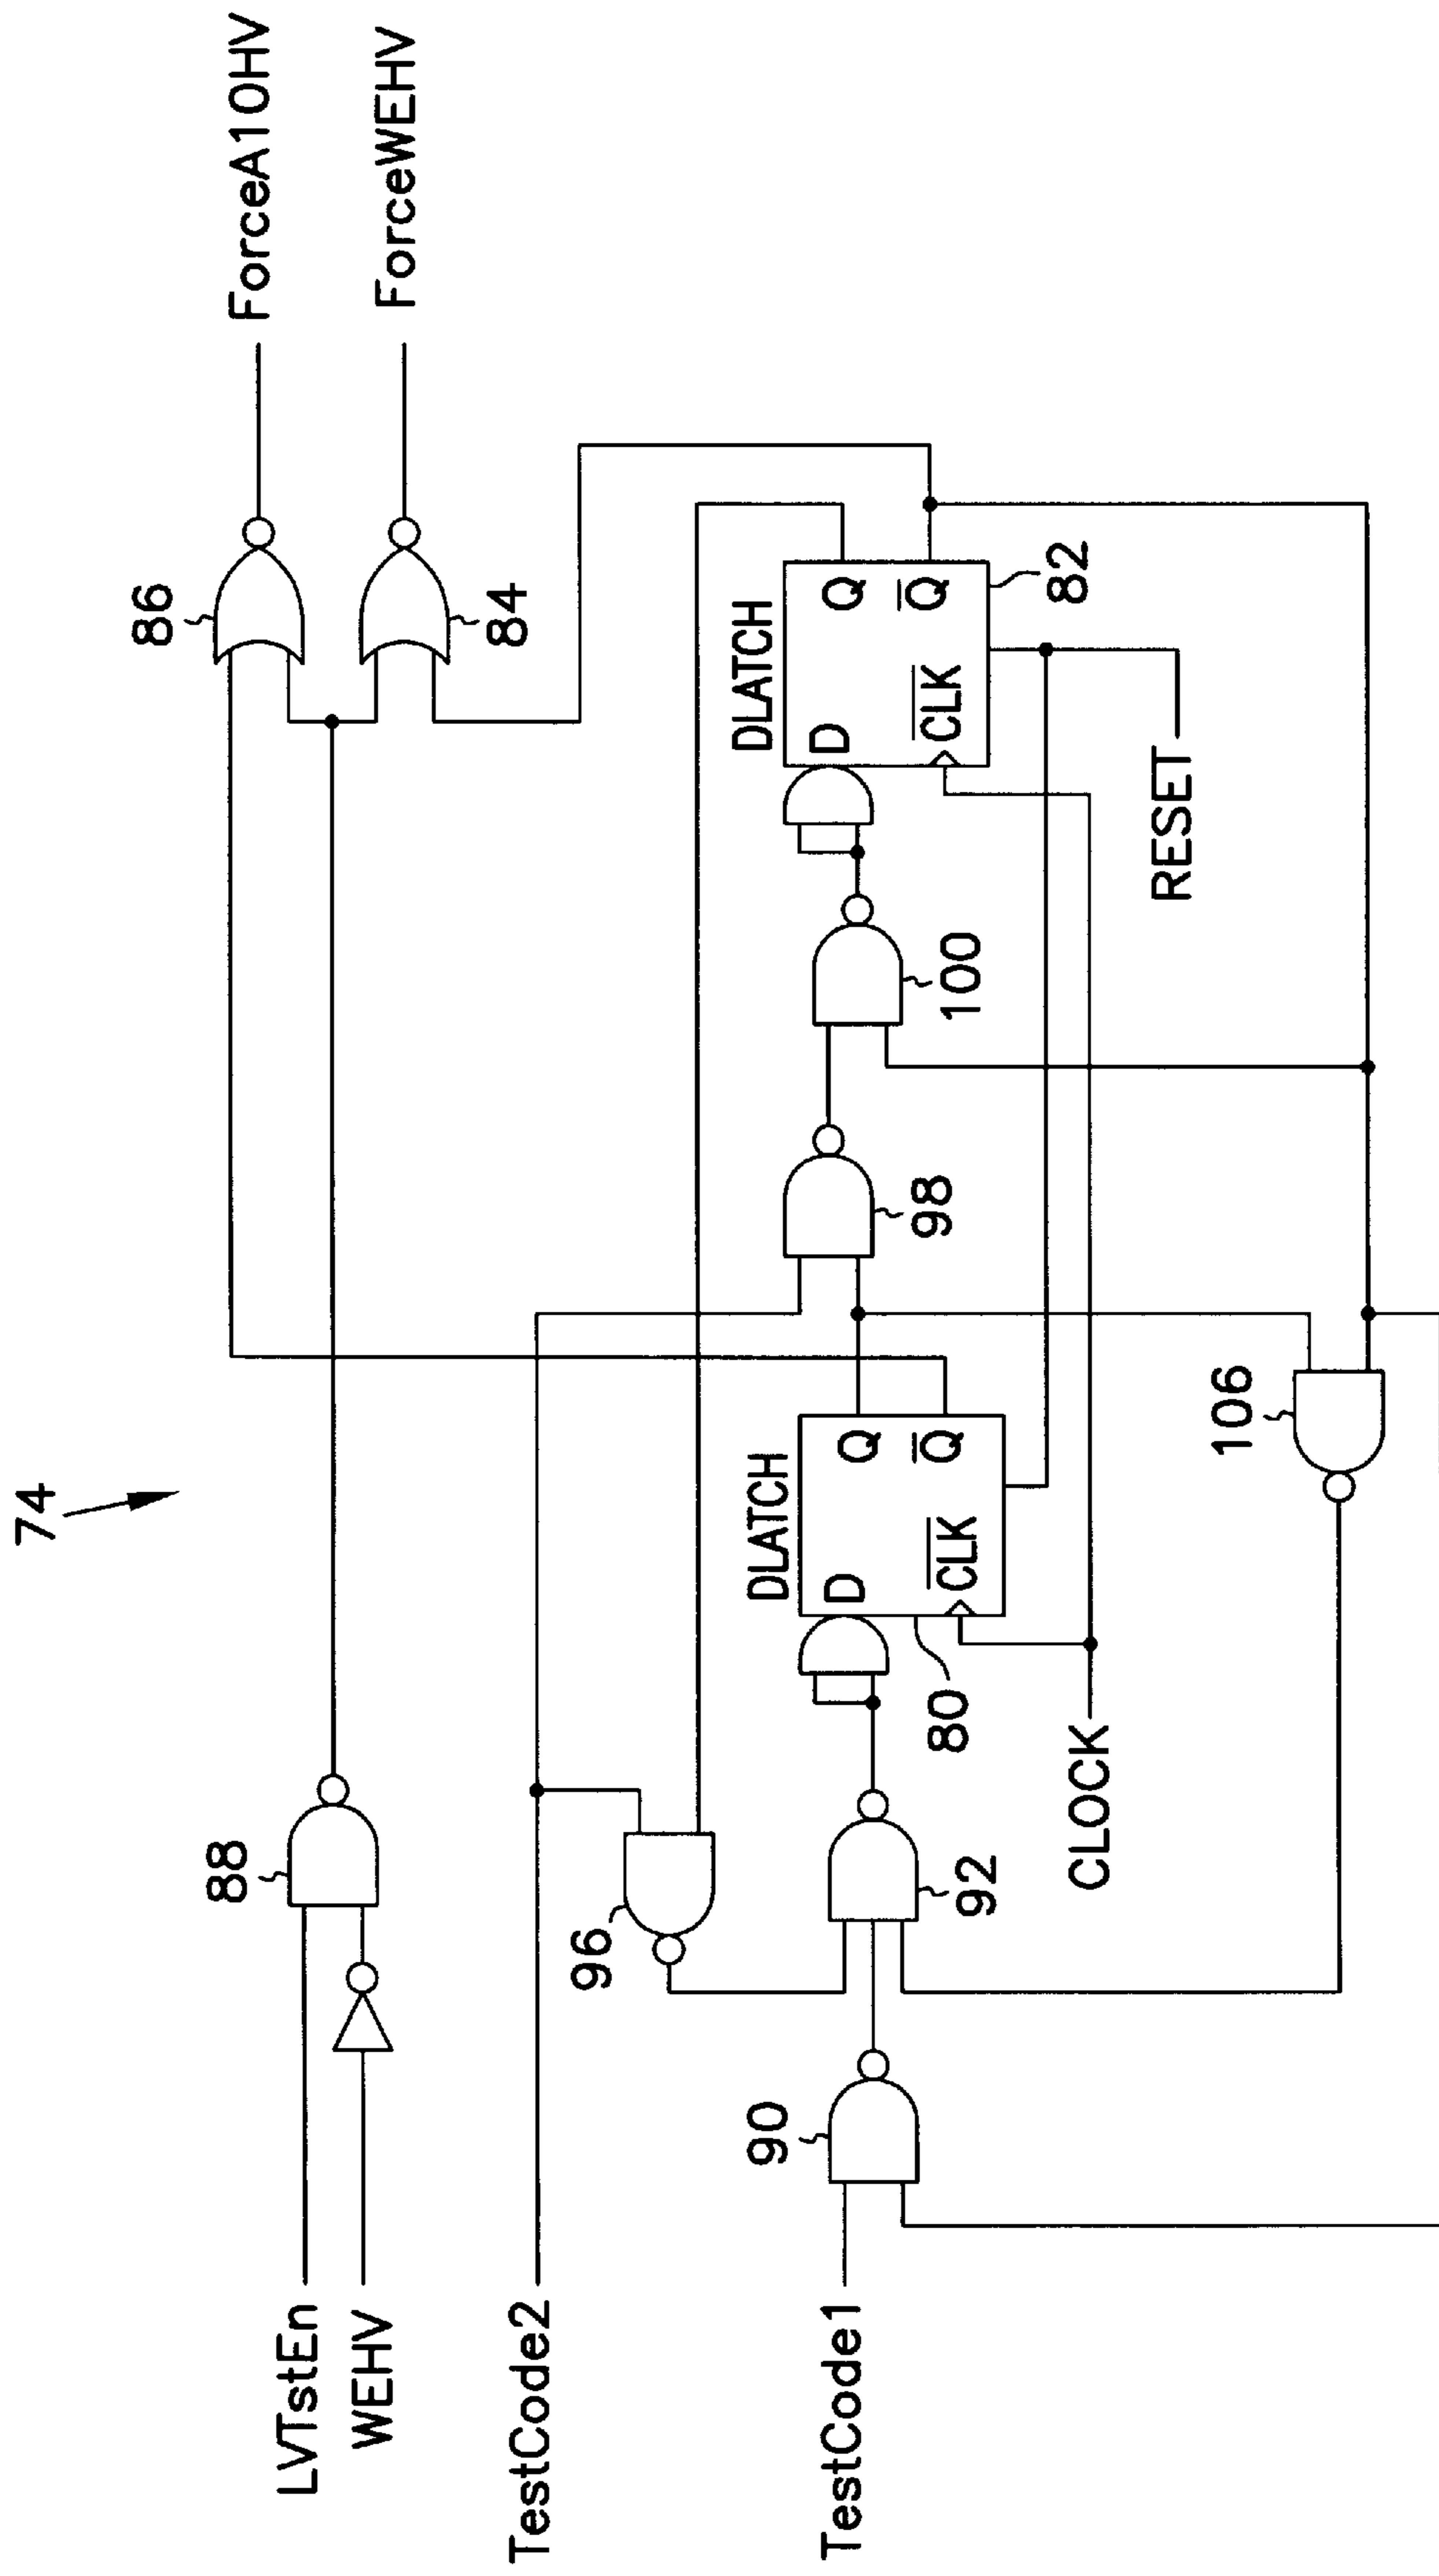 74
LVTstEn
WEHV
88
86
ForceA10HV
84
ForceWEHV
TestCode2
96
TestCode1
90
92
DLATCH
D
Q
CLK
Q
80
98
100
DLATCH
D
Q
CLK
Q
82
CLOCK
RESET
106